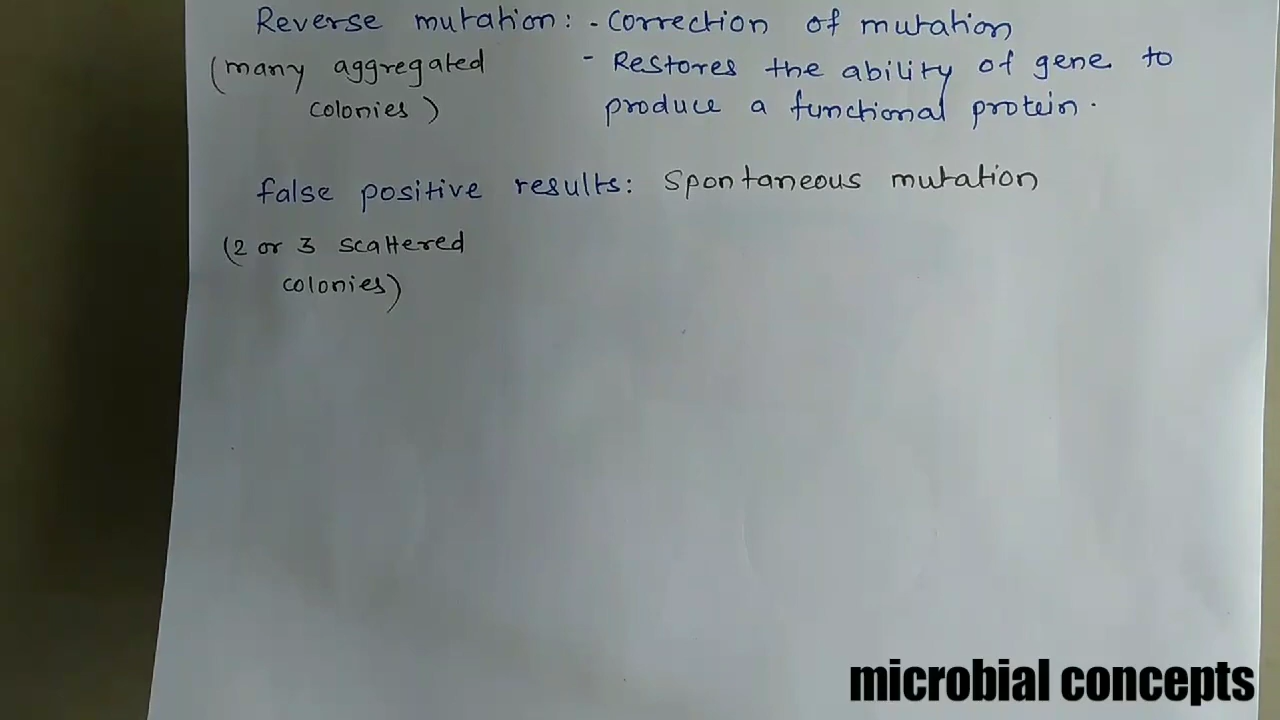 Reverse mutation: - Correction of mutation
(many aggregated - Restores the ability of gene to
colonies) produce a functional protein.
false positive results: Spontaneous mutation
(2 or 3 scattered
colonies)
microbial concepts